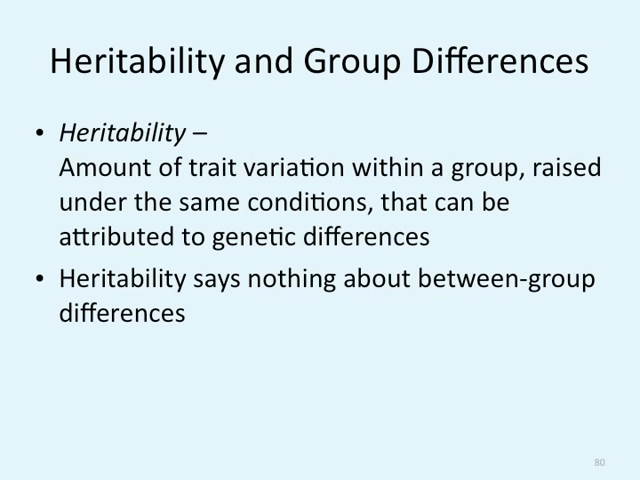 Heritability and Group Differences
• Heritability –
Amount of trait variation within a group, raised
under the same conditions, that can be
attributed to genetic differences
• Heritability says nothing about between-group
differences
80